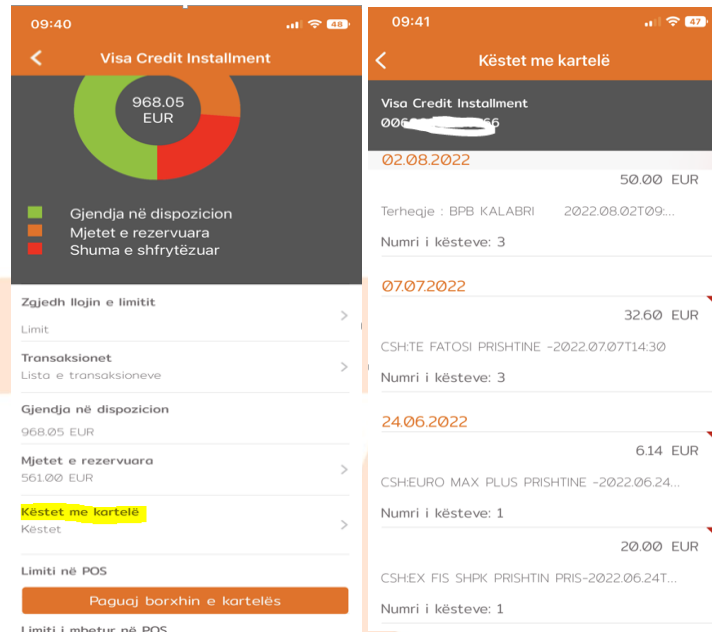 09:40
48
Visa Credit Installment
968.05
EUR
Gjendja në dispozicion
Mjetet e rezervuara
Shuma e shfrytëzuar
Zgjedh llojin e limitit
Limit
Transaksionet
Lista e transaksioneve
Gjendja në dispozicion
968.05 EUR
Mjetet e rezervuara
561.00 EUR
Këstet me kartelë
Këstet
Limiti në POS
Paguaj borxhin e kartelës
Limiti i mbetur në POS
09:41
47
Këstet me kartelë
Visa Credit Installment
02.08.2022
50.00 EUR
Terheqje : BPB KALABRI 2022.08.02T09:...
Numri i kësteve: 3
07.07.2022
32.60 EUR
CSH:TE FATOSI PRISHTINE -2022.07.07T14:30
Numri i kësteve: 3
24.06.2022
6.14 EUR
CSH:EURO MAX PLUS PRISHTINE -2022.06.24...
Numri i kësteve: 1
20.00 EUR
CSH:EX FIS SHPK PRISHTIN PRIS-2022.06.24T...
Numri i kësteve: 1